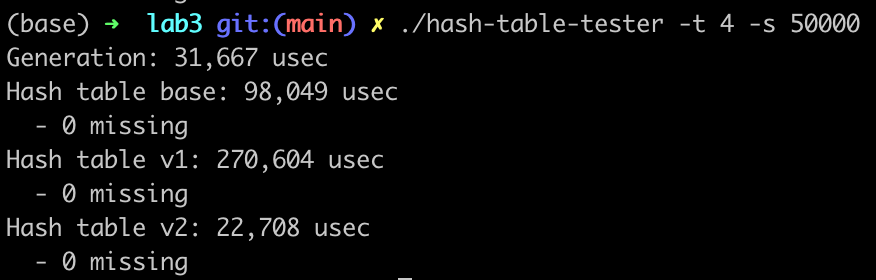 (base) ➜  lab3 git:(main) ✗ ./hash-table-tester -t 4 -s 50000
Generation: 31,667 usec
Hash table base: 98,049 usec
  - 0 missing
Hash table v1: 270,604 usec
  - 0 missing
Hash table v2: 22,708 usec
  - 0 missing